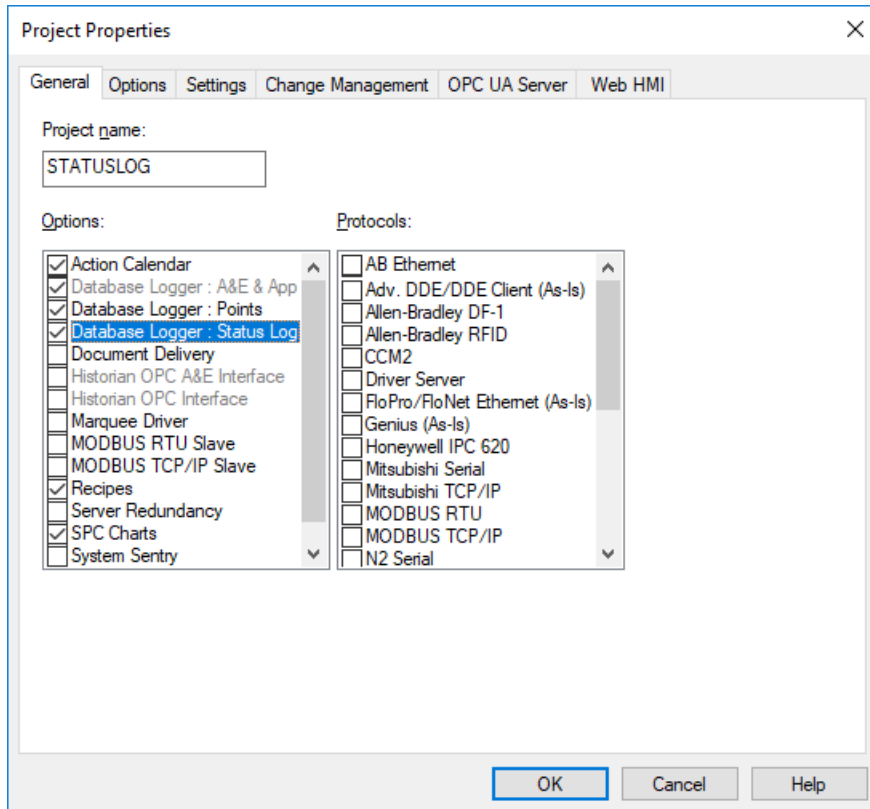 Project Properties
General Options Settings Change Management OPC UA Server Web HMI
Project name:
STATUSLOG
Options:
Action Calendar
Database Logger : A&E & App
Database Logger : Points
Database Logger : Status Log
Document Delivery
Historian OPC A&E Interface
Historian OPC Interface
Marquee Driver
MODBUS RTU Slave
MODBUS TCP/IP Slave
Recipes
Server Redundancy
SPC Charts
System Sentry
Protocols:
AB Ethernet
Adv. DDE/DDE Client (As-Is)
Allen-Bradley DF-1
Allen-Bradley RFID
CCM2
Driver Server
FloPro/FloNet Ethernet (As-Is)
Genius (As-Is)
Honeywell IPC 620
Mitsubishi Serial
Mitsubishi TCP/IP
MODBUS RTU
MODBUS TCP/IP
N2 Serial
OK Cancel Help